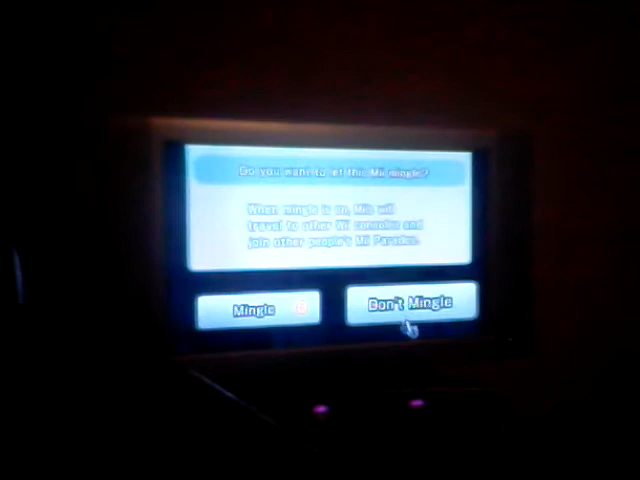 Do you want to let this Mii mingle?
When mingle is on, Miis will
travel to other Wii consoles and
join other people's Mii Parades.
Mingle
Don't Mingle